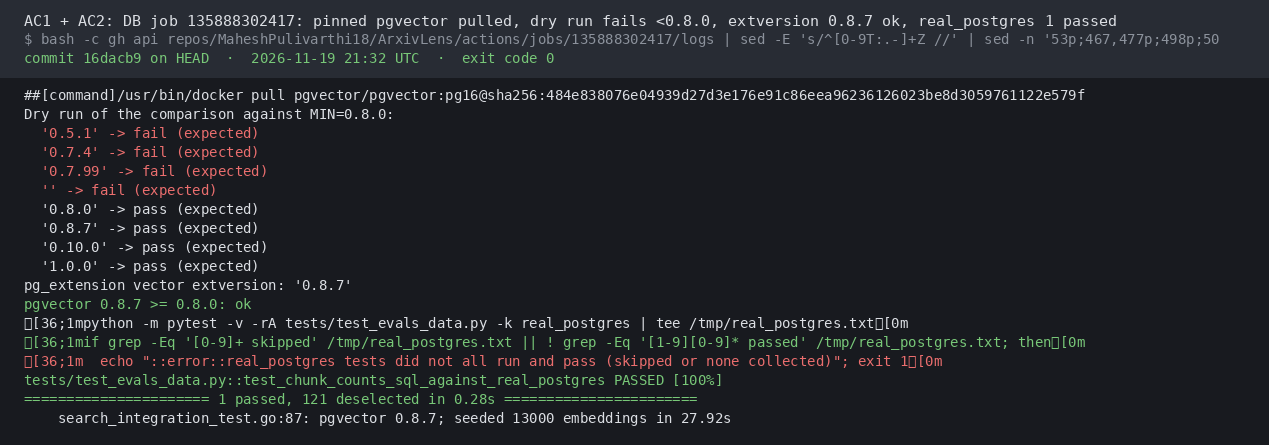 AC1 + AC2: DB job 135888302417: pinned pgvector pulled, dry run fails <0.8.0, extversion 0.8.7 ok, real_postgres 1 passed
$ bash -c gh api repos/MaheshPulivarthi18/ArxivLens/actions/jobs/135888302417/logs | sed -E 's/^[0-9T:.-]+Z //' | sed -n '53p;467,477p;498p;50
commit 16dacb9 on HEAD · 2026-11-19 21:32 UTC · exit code 0
##[command]/usr/bin/docker pull pgvector/pgvector:pg16@sha256:484e838076e04939d27d3e176e91c86eea96236126023be8d3059761122e579f
Dry run of the comparison against MIN=0.8.0:
'0.5.1' -> fail (expected)
'0.7.4' -> fail (expected)
'0.7.99' -> fail (expected)
'' -> fail (expected)
'0.8.0' -> pass (expected)
'0.8.7' -> pass (expected)
'0.10.0' -> pass (expected)
'1.0.0' -> pass (expected)
pg_extension vector extversion: '0.8.7'
pgvector 0.8.7 >= 0.8.0: ok
[36;1mpython -m pytest -v -rA tests/test_evals_data.py -k real_postgres | tee /tmp/real_postgres.txt[0m
[36;1mif grep -Eq '[0-9]+ skipped' /tmp/real_postgres.txt || ! grep -Eq '[1-9][0-9]* passed' /tmp/real_postgres.txt; then[0m
[36;1m  echo "::error::real_postgres tests did not all run and pass (skipped or none collected)"; exit 1[0m
tests/test_evals_data.py::test_chunk_counts_sql_against_real_postgres PASSED [100%]
====================== 1 passed, 121 deselected in 0.28s =======================
search_integration_test.go:87: pgvector 0.8.7; seeded 13000 embeddings in 27.92s